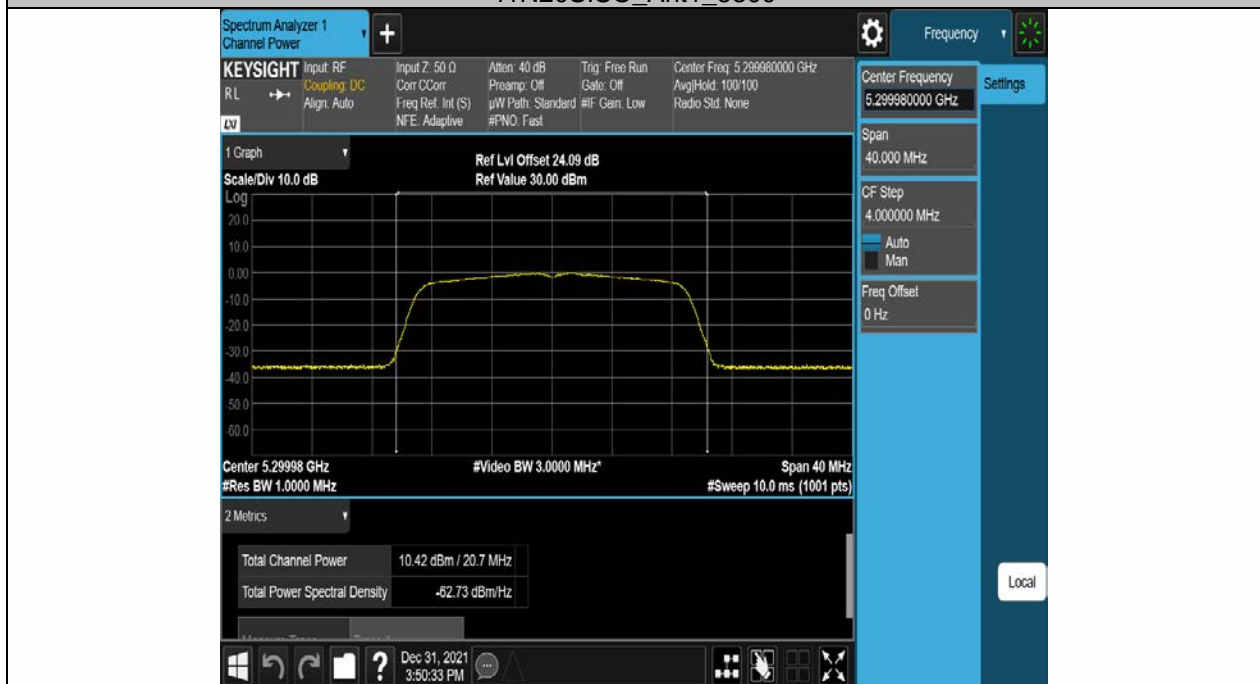 Spectrum Analyzer 1
Channel Power
+
Frequency
KEYSIGHT
RL
LXI
Input: RF
Coupling: DC
Align: Auto
Input Z: 50 Ω
Corr CCorr
Freq Ref: Int (S)
NFE: Adaptive
Atten: 40 dB
Preamp: Off
µW Path: Standard
#PNO: Fast
Trig: Free Run
Gate: Off
#IF Gain: Low
Center Freq: 5.299980000 GHz
Avg|Hold: 100/100
Radio Std: None
Center Frequency
5.299980000 GHz
Settings
Span
40.000 MHz
CF Step
4.000000 MHz
Auto
Man
Freq Offset
0 Hz
Local
1 Graph
Scale/Div 10.0 dB
Ref Lvl Offset 24.09 dB
Ref Value 30.00 dBm
Log
20.0
10.0
0.00
-10.0
-20.0
-30.0
-40.0
-50.0
-60.0
Center 5.29998 GHz
#Res BW 1.0000 MHz
#Video BW 3.0000 MHz*
Span 40 MHz
#Sweep 10.0 ms (1001 pts)
2 Metrics
Total Channel Power 10.42 dBm / 20.7 MHz
Total Power Spectral Density -62.73 dBm/Hz
?
Dec 31, 2021
3:50:33 PM